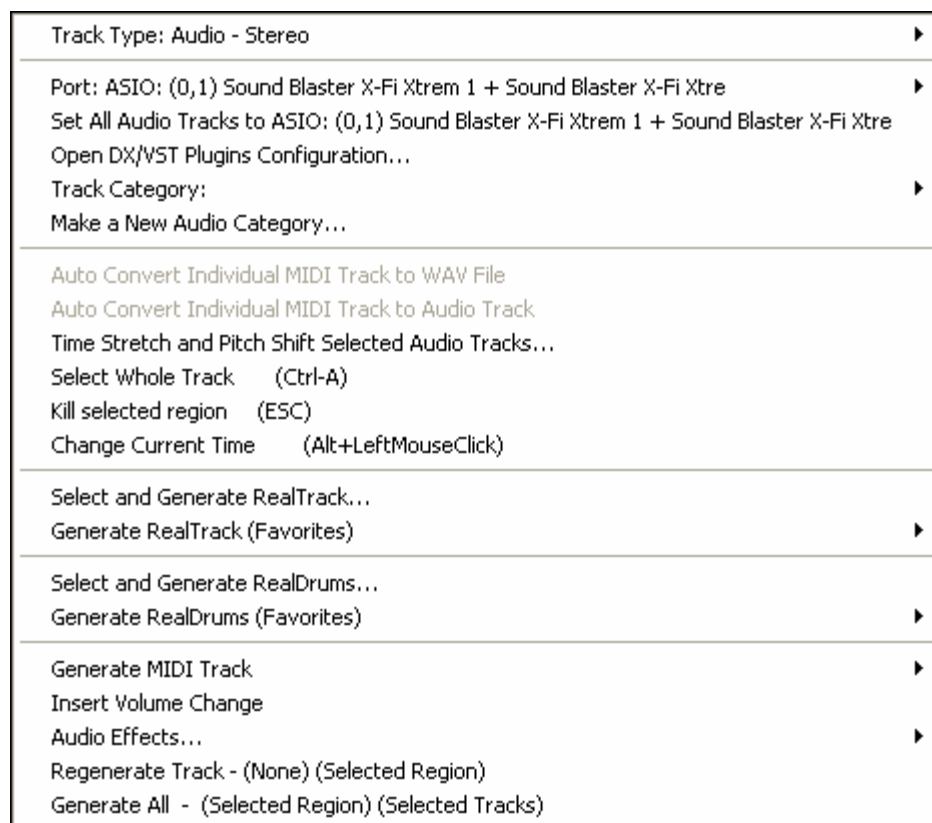 Track Type: Audio - Stereo
Port: ASIO: (0,1) Sound Blaster X-Fi Xtrem 1 + Sound Blaster X-Fi Xtre
Set All Audio Tracks to ASIO: (0,1) Sound Blaster X-Fi Xtrem 1 + Sound Blaster X-Fi Xtre
Open DX/VST Plugins Configuration...
Track Category:
Make a New Audio Category...
Auto Convert Individual MIDI Track to WAV File
Auto Convert Individual MIDI Track to Audio Track
Time Stretch and Pitch Shift Selected Audio Tracks...
Select Whole Track (Ctrl-A)
Kill selected region (ESC)
Change Current Time (Alt+LeftMouseClick)
Select and Generate RealTrack...
Generate RealTrack (Favorites)
Select and Generate RealDrums...
Generate RealDrums (Favorites)
Generate MIDI Track
Insert Volume Change
Audio Effects...
Regenerate Track - (None) (Selected Region)
Generate All - (Selected Region) (Selected Tracks)